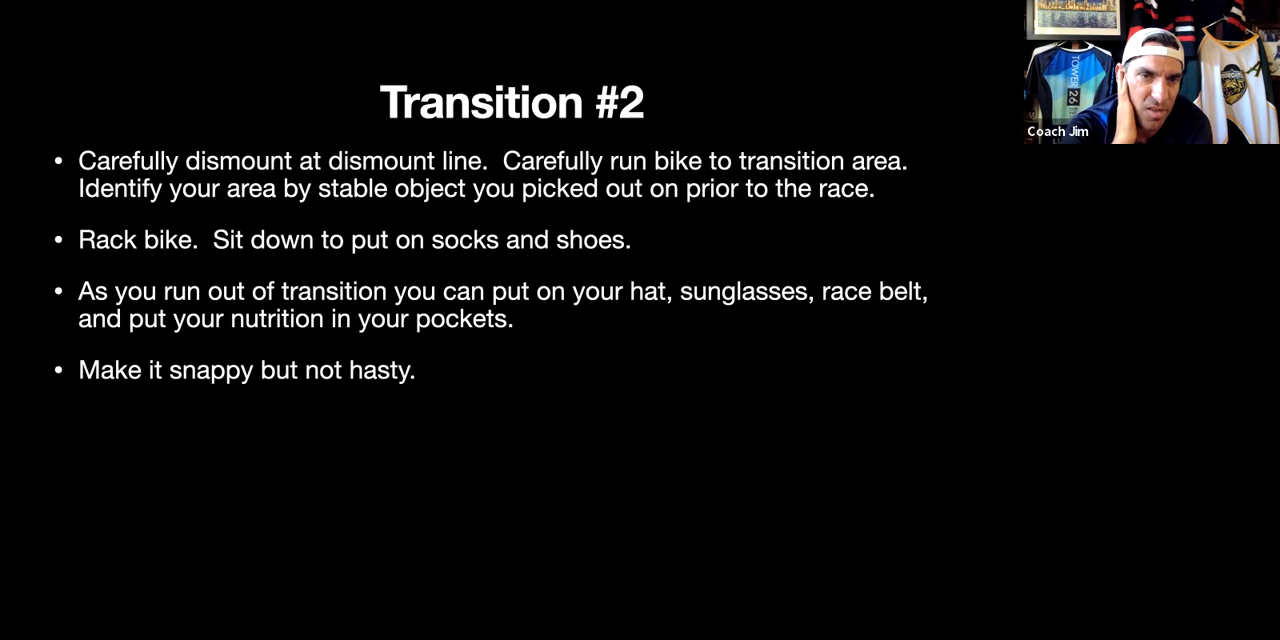 Transition #2
• Carefully dismount at dismount line.  Carefully run bike to transition area.
Identify your area by stable object you picked out on prior to the race.
• Rack bike.  Sit down to put on socks and shoes.
• As you run out of transition you can put on your hat, sunglasses, race belt,
and put your nutrition in your pockets.
• Make it snappy but not hasty.
TOWER 26
Coach Jim